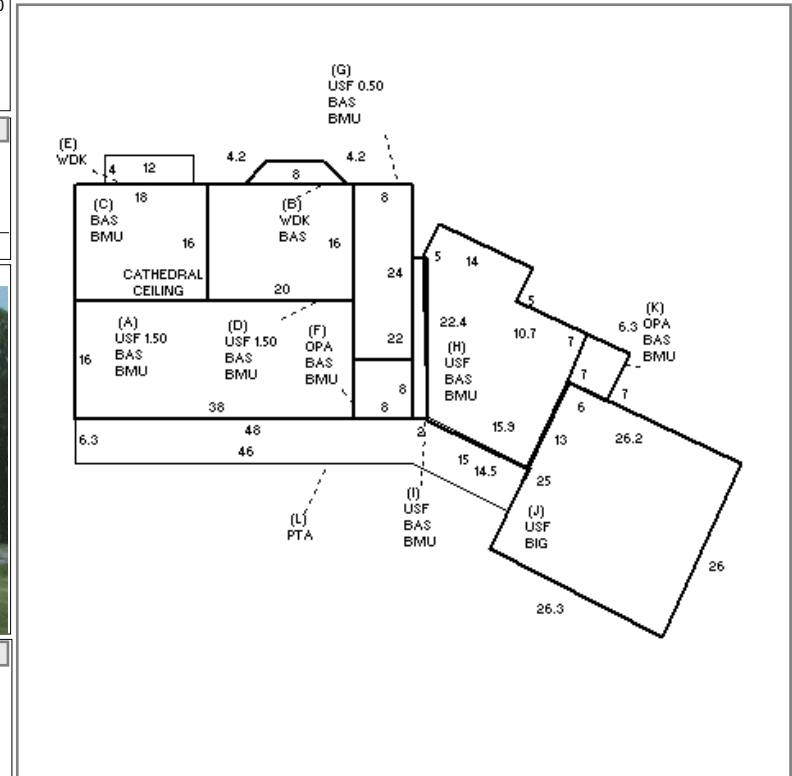 (G)
USF 0.50
BAS
BMU
(E)
WDK
4
12
4.2
8
4.2
18
(C)
BAS
BMU
16
CATHEDRAL
CEILING
(B)
WDK
BAS
16
20
8
24
22
5
14
5
22.4
10.7
(H)
USF
BAS
BMU
7
6.3
(K)
OPA
BAS
BMU
7
7
16
(A)
USF 1.50
BAS
BMU
(D)
USF 1.50
BAS
BMU
(F)
OPA
BAS
BMU
38
8
8
6.3
48
46
2
15.9
15
14.5
13
6
26.2
25
(J)
USF
BIG
26
26.3
(L)
PTA
(I)
USF
BAS
BMU